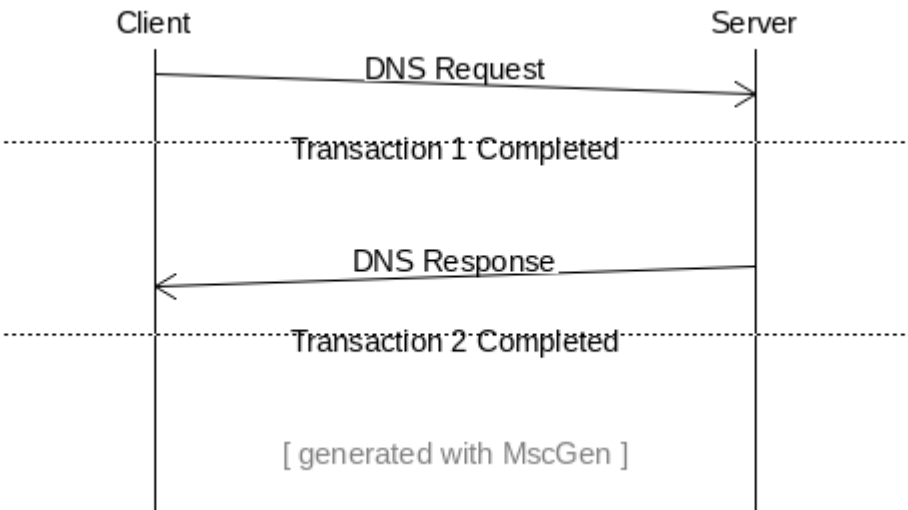 Client Server
DNS Request
Transaction 1 Completed
DNS Response
Transaction 2 Completed
[ generated with MscGen ]